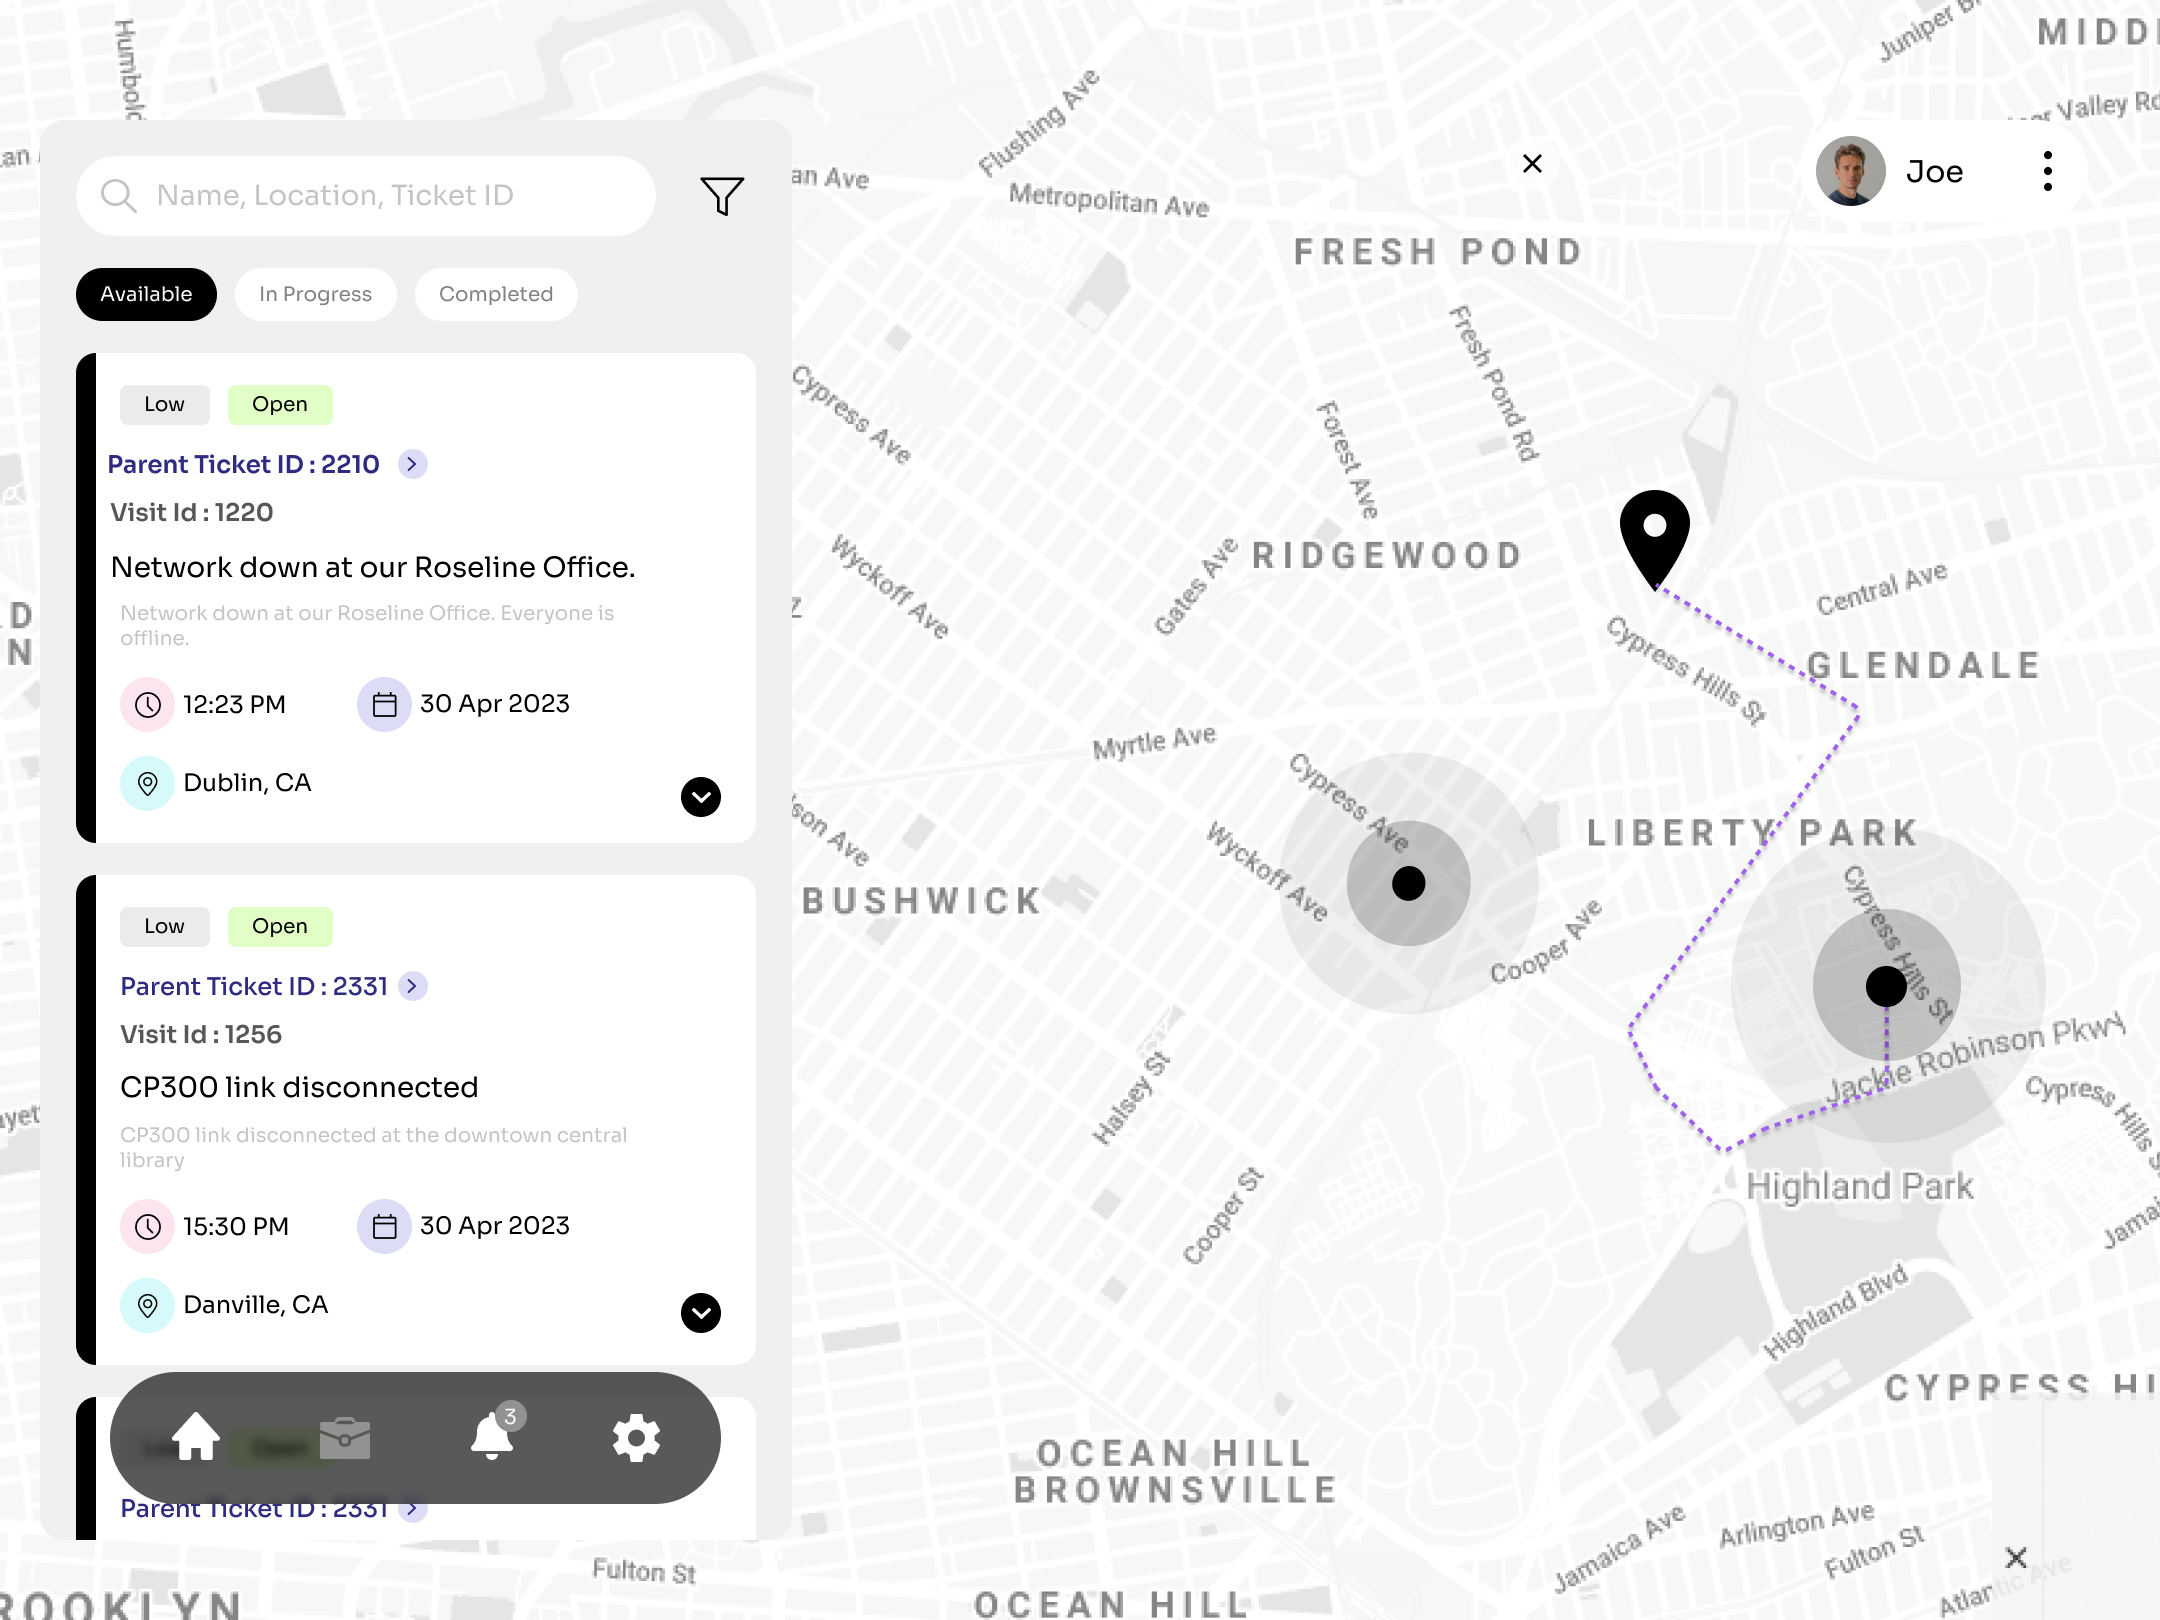 Name, Location, Ticket ID
Available
In Progress
Completed
Low
Open
Parent Ticket ID : 2210
Visit Id : 1220
Network down at our Roseline Office.
Network down at our Roseline Office. Everyone is
offline.
12:23 PM
30 Apr 2023
Dublin, CA
Low
Open
Parent Ticket ID : 2331
Visit Id : 1256
CP300 link disconnected
CP300 link disconnected at the downtown central
library
15:30 PM
30 Apr 2023
Danville, CA
Low
Open
3
Parent Ticket ID : 2331
Joe
Flushing Ave
Metropolitan Ave
an Ave
FRESH POND
Fresh Pond Rd
Forest Ave
Cypress Ave
Wyckoff Ave
Gates Ave
RIDGEWOOD
Central Ave
Cypress Hills St
GLENDALE
Myrtle Ave
Cypress Ave
Wyckoff Ave
LIBERTY PARK
BUSHWICK
son Ave
Cooper Ave
Cypress Hills St
Jackie Robinson Pkwy
Cypress Hills S
Halsey St
Cooper St
Highland Park
Jamai
Highland Blvd
CYPRESS HI
OCEAN HILL
BROWNSVILLE
Jamaica Ave
Arlington Ave
Fulton St
Atlantic Ave
Fulton St
OCEAN HILL
ROOKLYN
Humbold
Juniper B
MIDD
Valley Rd